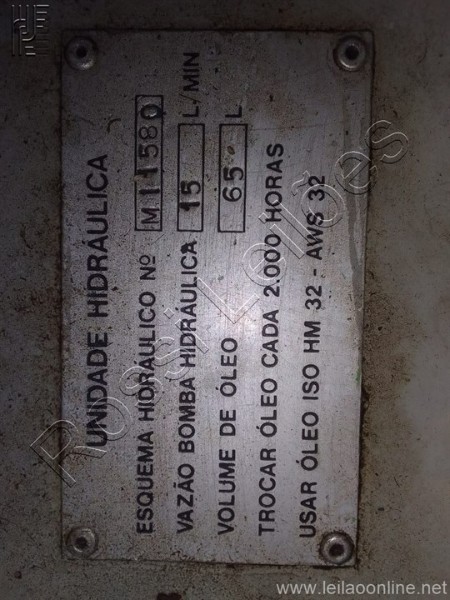 UNIDADE HIDRÁULICA
ESQUEMA HIDRÁULICO Nº M11580
VAZÃO BOMBA HIDRÁULICA 15 L/MIN
VOLUME DE ÓLEO 65 L
TROCAR ÓLEO CADA 2.000 HORAS
USAR ÓLEO ISO HM 32 - AWS 32
Rossi Leilões
www.leilaoonline.net